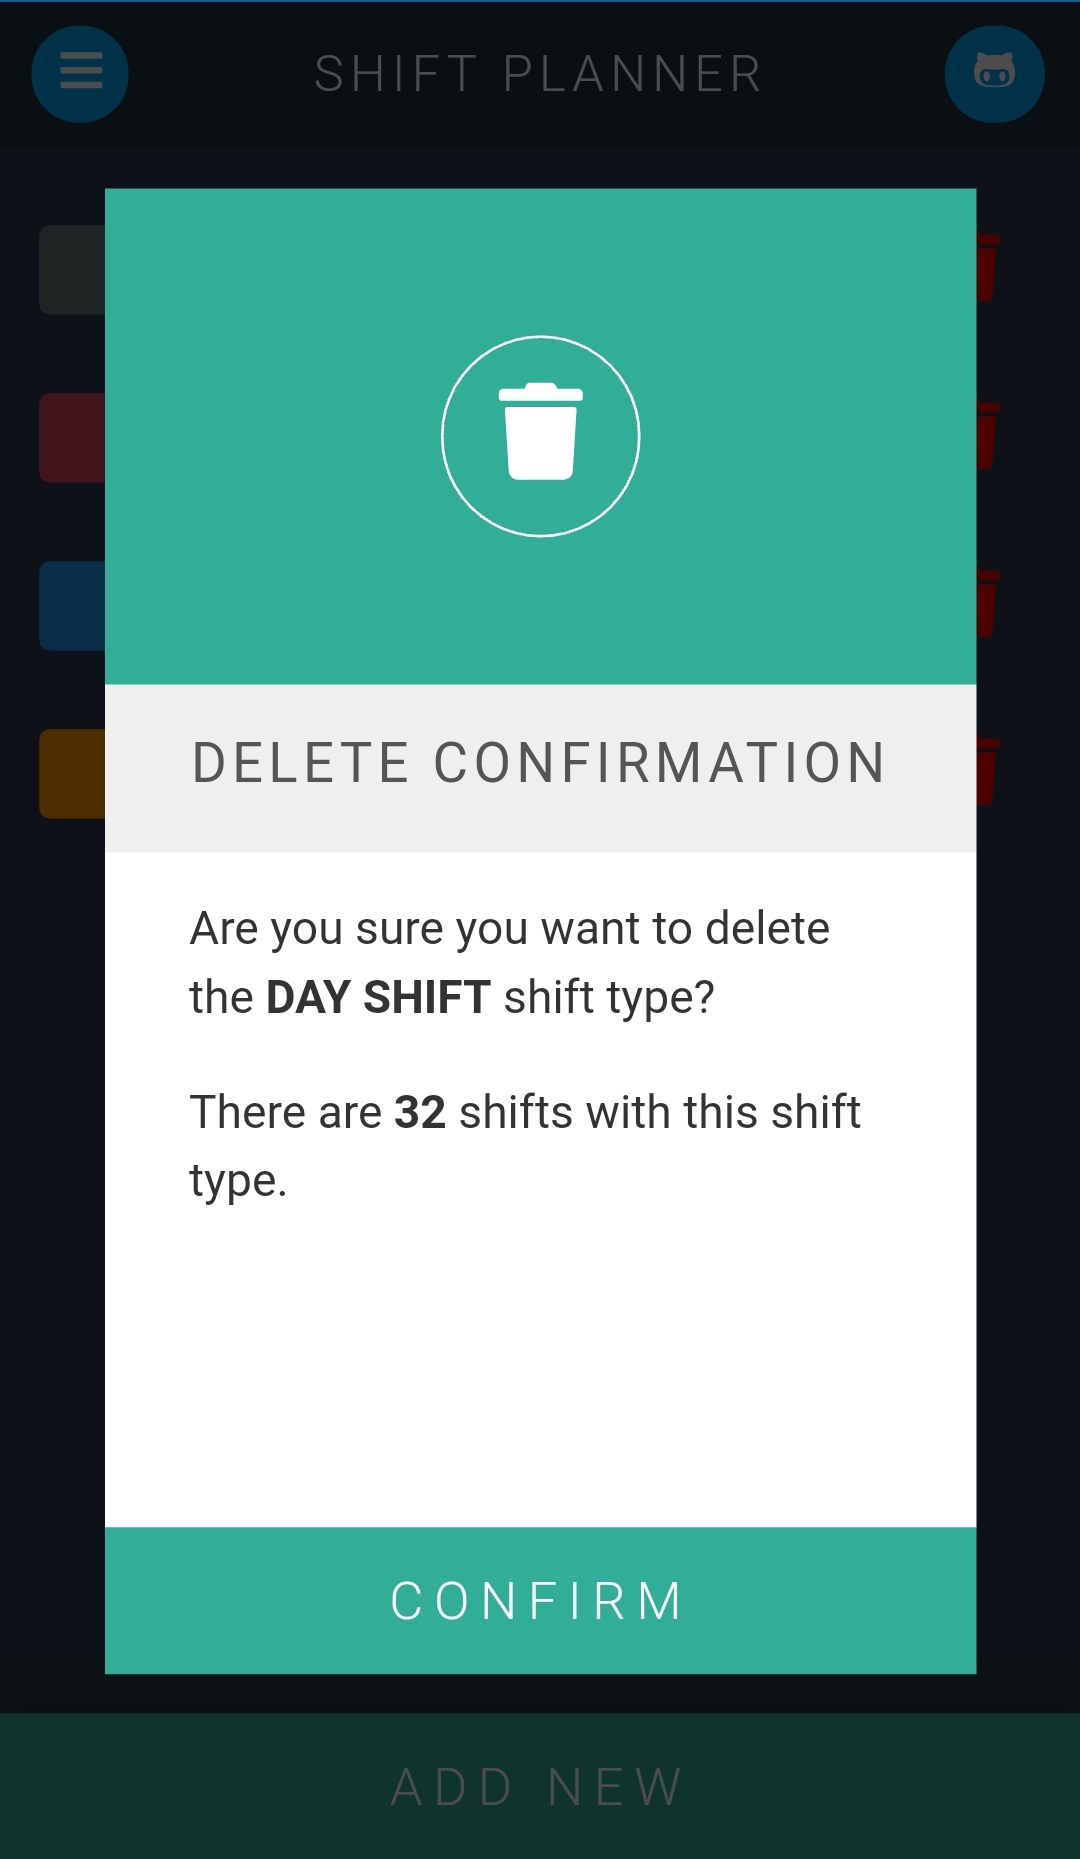 SHIFT PLANNER
DELETE CONFIRMATION
Are you sure you want to delete
the DAY SHIFT shift type?
There are 32 shifts with this shift
type.
CONFIRM
ADD NEW